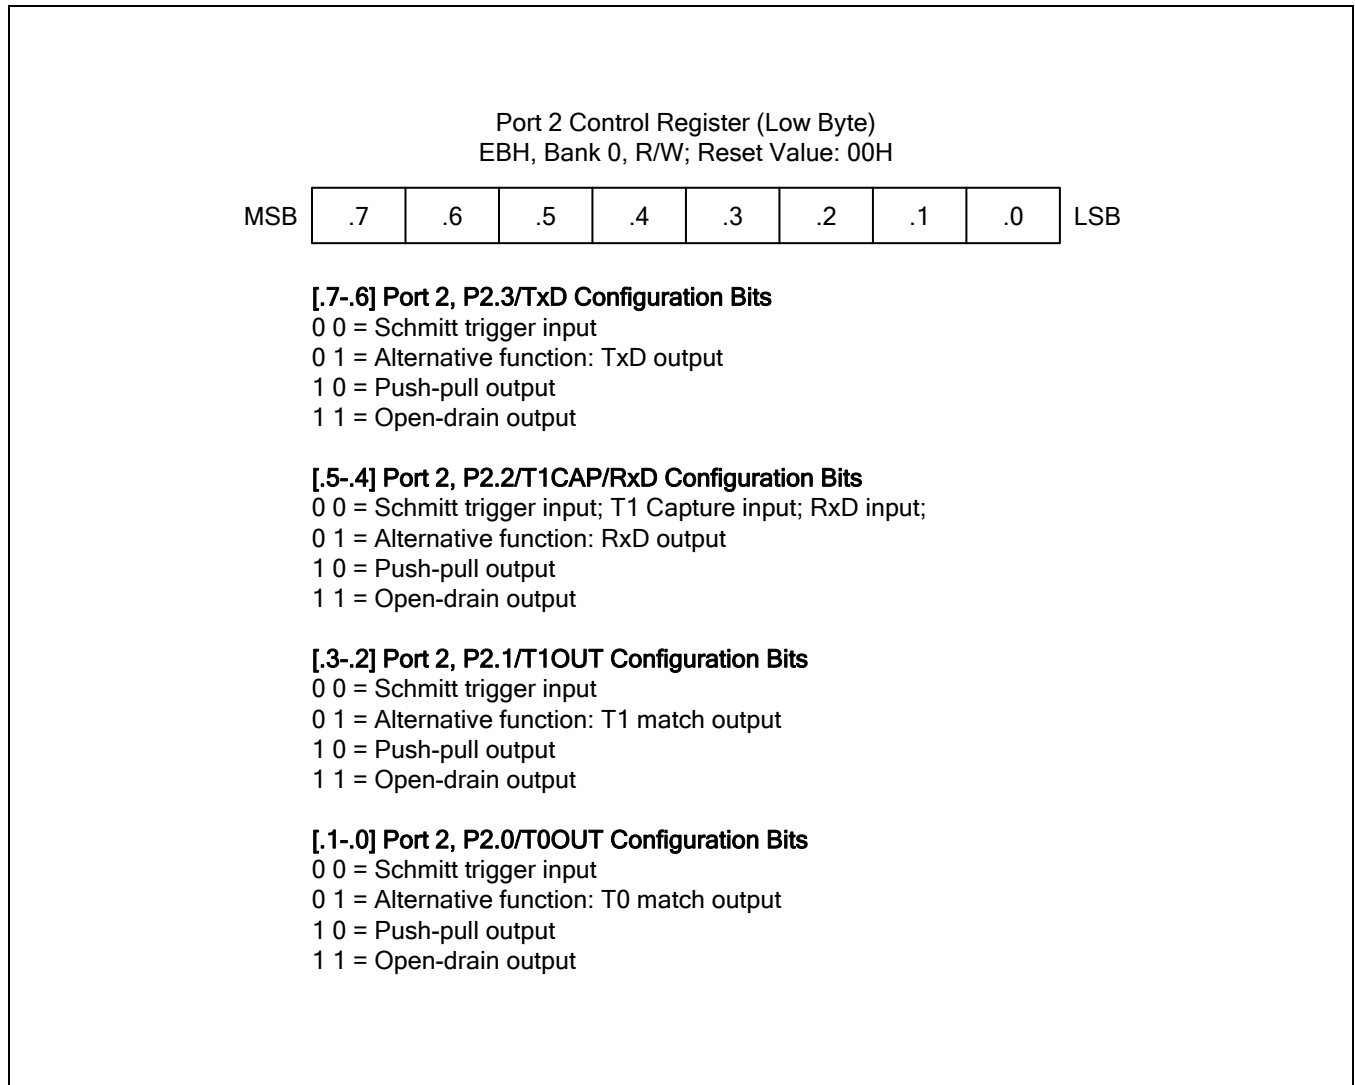 Port 2 Control Register (Low Byte)
EBH, Bank 0, R/W; Reset Value: 00H
MSB .7 .6 .5 .4 .3 .2 .1 .0 LSB
[.7-.6] Port 2, P2.3/TxD Configuration Bits
0 0 = Schmitt trigger input
0 1 = Alternative function: TxD output
1 0 = Push-pull output
1 1 = Open-drain output
[.5-.4] Port 2, P2.2/T1CAP/RxD Configuration Bits
0 0 = Schmitt trigger input; T1 Capture input; RxD input;
0 1 = Alternative function: RxD output
1 0 = Push-pull output
1 1 = Open-drain output
[.3-.2] Port 2, P2.1/T1OUT Configuration Bits
0 0 = Schmitt trigger input
0 1 = Alternative function: T1 match output
1 0 = Push-pull output
1 1 = Open-drain output
[.1-.0] Port 2, P2.0/T0OUT Configuration Bits
0 0 = Schmitt trigger input
0 1 = Alternative function: T0 match output
1 0 = Push-pull output
1 1 = Open-drain output